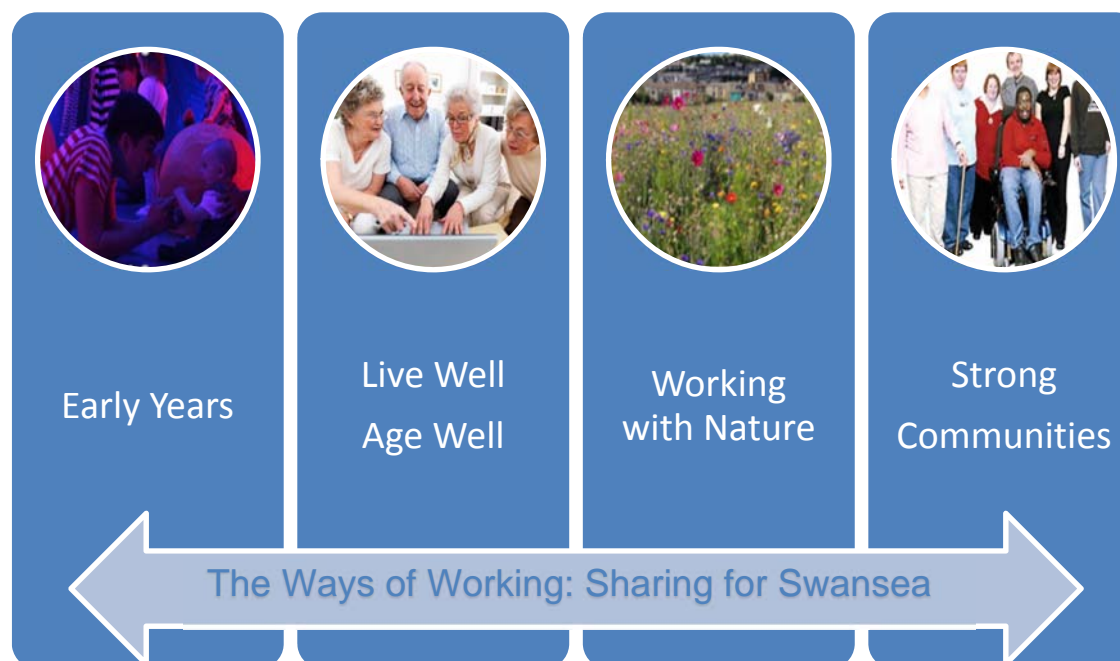 Early Years
Live Well
Age Well
Working
with Nature
Strong
Communities
The Ways of Working: Sharing for Swansea